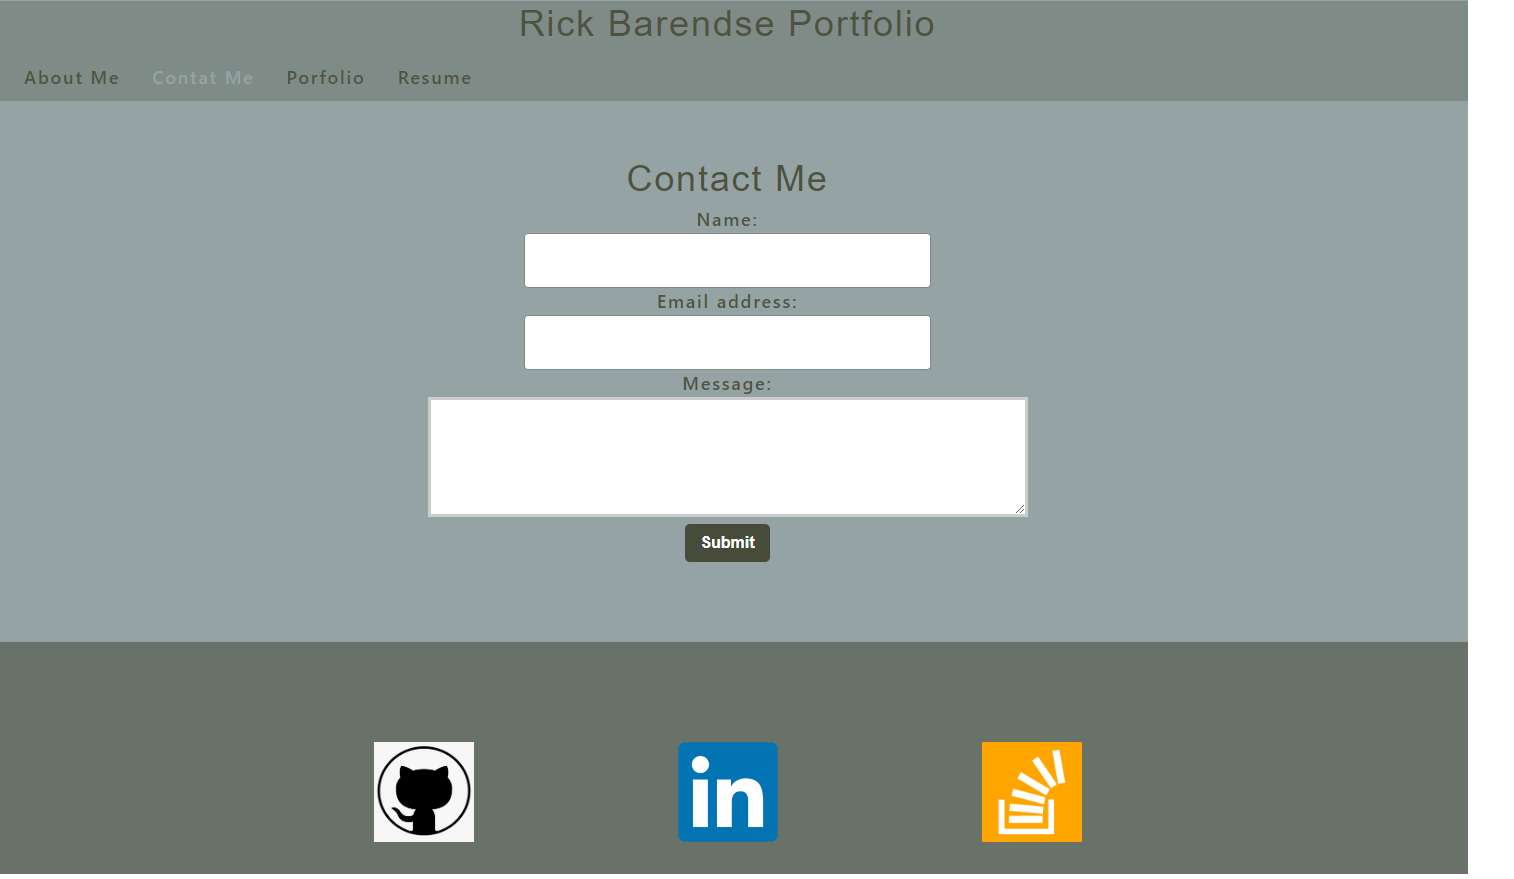 Rick Barendse Portfolio
About Me Contat Me Porfolio Resume
Contact Me
Name:
Email address:
Message:
Submit
in